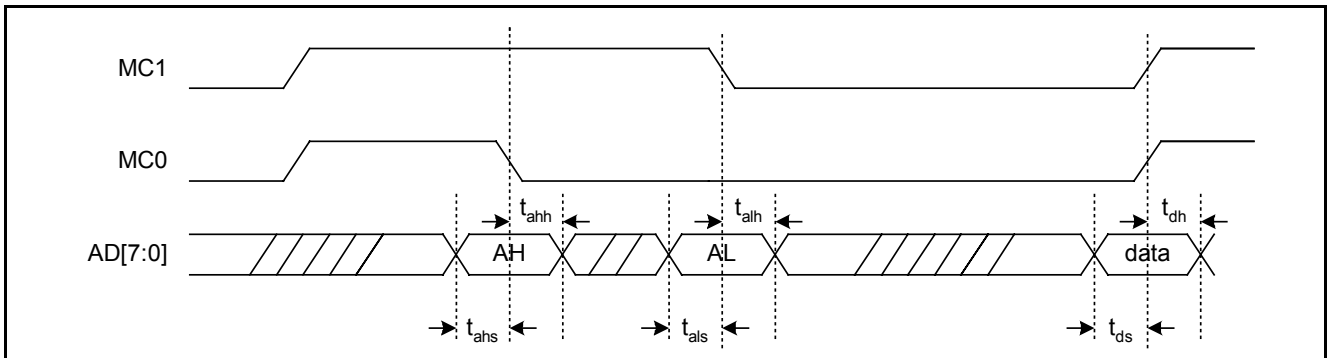 MC1
MC0
t_ahh t_alh t_dh
AD[7:0] AH AL data
t_ahs t_als t_ds